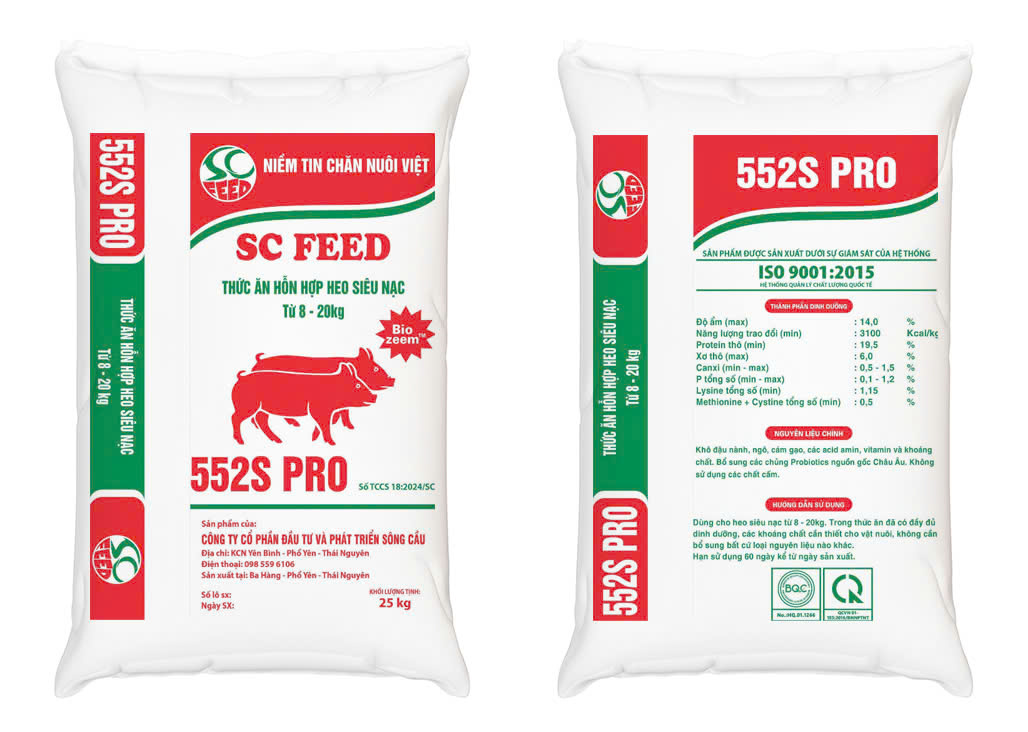 552S PRO
THỨC ĂN HỖN HỢP HEO SIÊU NẠC
Từ 8 - 20 kg
SC
FEED
SC
FEED
NIỀM TIN CHĂN NUÔI VIỆT
SC FEED
THỨC ĂN HỖN HỢP HEO SIÊU NẠC
Từ 8 - 20kg
Bio
zeem™
552S PRO
Số TCCS 18:2024/SC
Sản phẩm của:
CÔNG TY CỔ PHẦN ĐẦU TƯ VÀ PHÁT TRIỂN SÔNG CẦU
Địa chỉ: KCN Yên Bình - Phổ Yên - Thái Nguyên
Điện thoại: 098 559 6106
Sản xuất tại: Ba Hàng - Phổ Yên - Thái Nguyên
Số lô sx:
Ngày SX:
KHỐI LƯỢNG TỊNH:
25 kg
SC
FEED
THỨC ĂN HỖN HỢP HEO SIÊU NẠC
Từ 8 - 20 kg
552S PRO
552S PRO
SẢN PHẨM ĐƯỢC SẢN XUẤT DƯỚI SỰ GIÁM SÁT CỦA HỆ THỐNG
ISO 9001:2015
HỆ THỐNG QUẢN LÝ CHẤT LƯỢNG QUỐC TẾ
THÀNH PHẦN DINH DƯỠNG
Độ ẩm (max) : 14,0 %
Năng lượng trao đổi (min) : 3100 Kcal/kg
Protein thô (min) : 19,5 %
Xơ thô (max) : 6,0 %
Canxi (min - max) : 0,5 - 1,5 %
P tổng số (min - max) : 0,1 - 1,2 %
Lysine tổng số (min) : 1,15 %
Methionine + Cystine tổng số (min) : 0,5 %
NGUYÊN LIỆU CHÍNH
Khô đậu nành, ngô, cám gạo, các acid amin, vitamin và khoáng
chất. Bổ sung các chủng Probiotics nguồn gốc Châu Âu. Không
sử dụng các chất cấm.
HƯỚNG DẪN SỬ DỤNG
Dùng cho heo siêu nạc từ 8 - 20kg. Trong thức ăn đã có đầy đủ
dinh dưỡng, các khoáng chất cần thiết cho vật nuôi, không cần
bổ sung bất cứ loại nguyên liệu nào khác.
Hạn sử dụng 60 ngày kể từ ngày sản xuất.
BQC
No.:HQ.01.1266
QCVN 01-